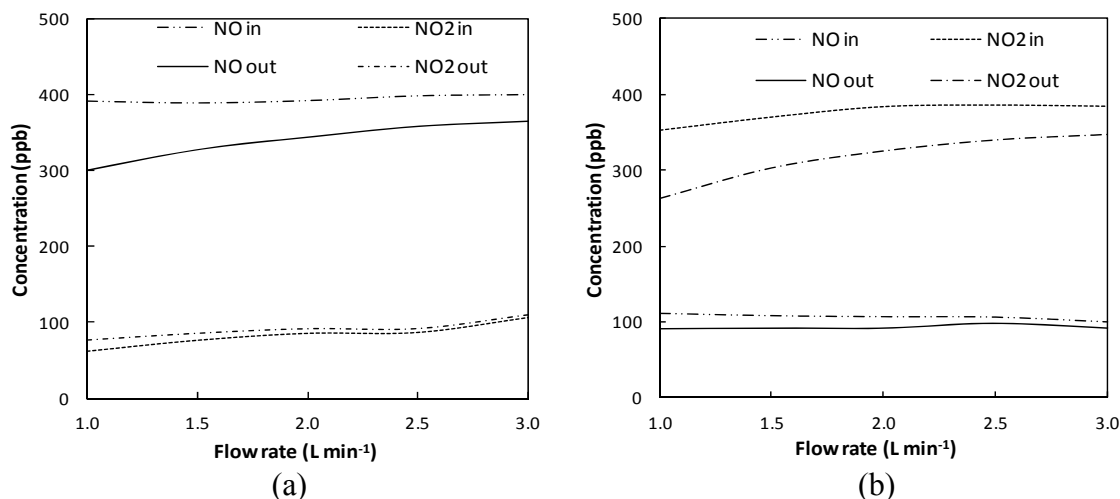 500
400
300
200
100
0
Concentration (ppb)
NO in
NO2 in
NO out
NO2 out
1.0 1.5 2.0 2.5 3.0
Flow rate (L min-1)
(a)
500
400
300
200
100
0
Concentration (ppb)
NO in
NO2 in
NO out
NO2 out
1.0 1.5 2.0 2.5 3.0
Flow rate (L min-1)
(b)